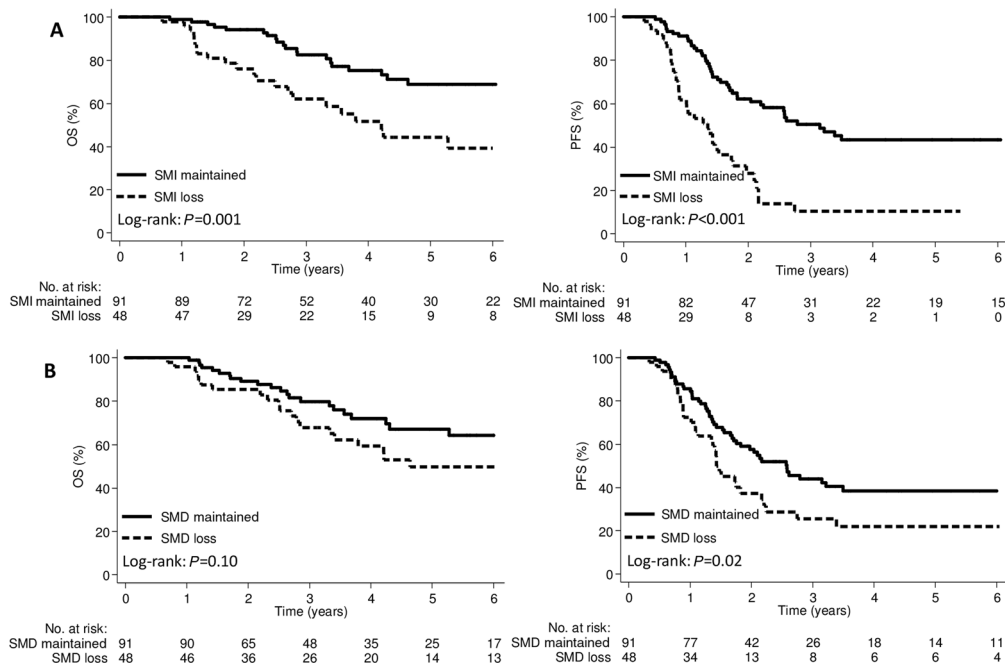 A
100
80
60
40
20
0
OS (%)
SMI maintained
SMI loss
Log-rank: P=0.001
0 1 2 3 4 5 6
Time (years)
No. at risk:
SMI maintained 91 89 72 52 40 30 22
SMI loss 48 47 29 22 15 9 8
100
80
60
40
20
0
PFS (%)
SMI maintained
SMI loss
Log-rank: P<0.001
0 1 2 3 4 5 6
Time (years)
No. at risk:
SMI maintained 91 82 47 31 22 19 15
SMI loss 48 29 8 3 2 1 0
B
100
80
60
40
20
0
OS (%)
SMD maintained
SMD loss
Log-rank: P=0.10
0 1 2 3 4 5 6
Time (years)
No. at risk:
SMD maintained 91 90 65 48 35 25 17
SMD loss 48 46 36 26 20 14 13
100
80
60
40
20
0
PFS (%)
SMD maintained
SMD loss
Log-rank: P=0.02
0 1 2 3 4 5 6
Time (years)
No. at risk:
SMD maintained 91 77 42 26 18 14 11
SMD loss 48 34 13 8 6 6 4